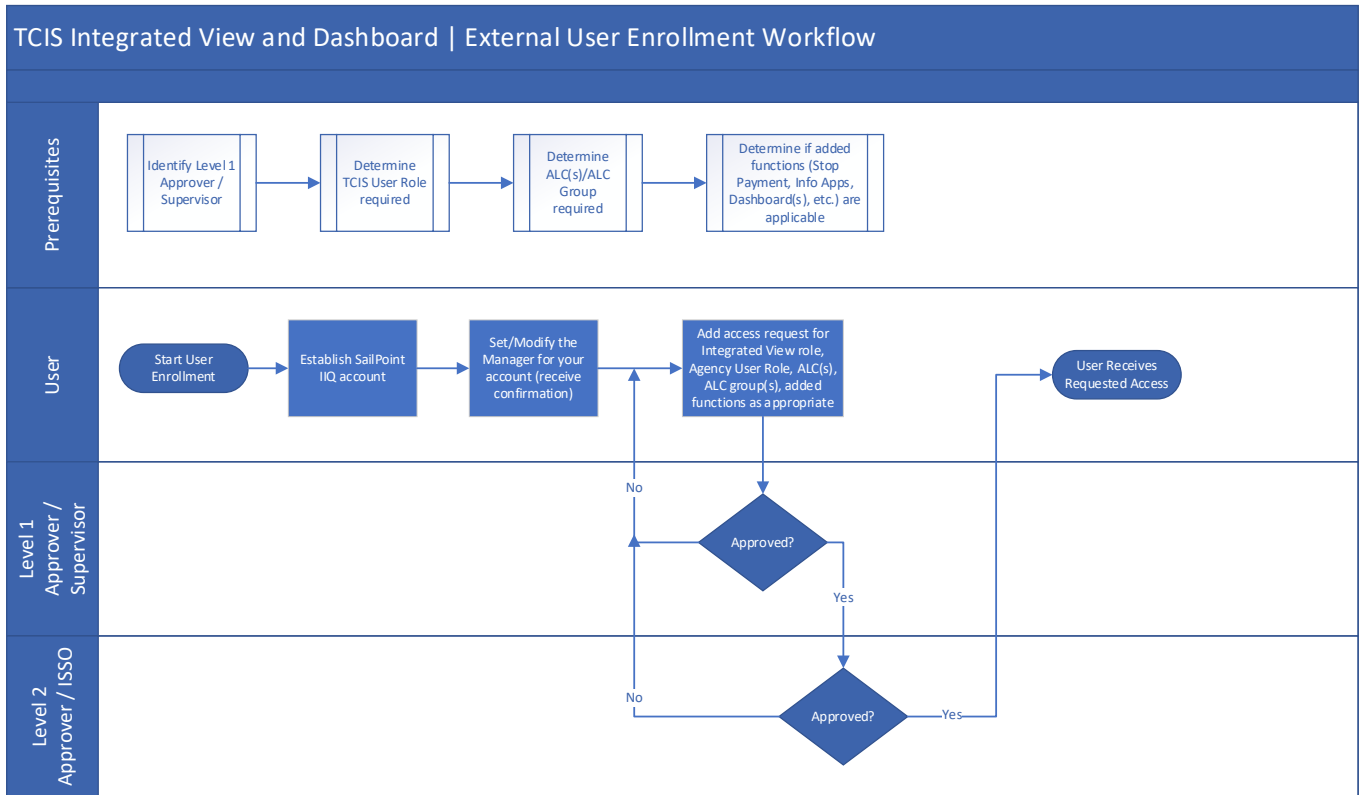 TCIS Integrated View and Dashboard | External User Enrollment Workflow
Prerequisites
Identify Level 1
Approver /
Supervisor
Determine
TCIS User Role
required
Determine
ALC(s)/ALC
Group
required
Determine if added
functions (Stop
Payment, Info Apps,
Dashboard(s), etc.) are
applicable
User
Start User
Enrollment
Establish SailPoint
IIQ account
Set/Modify the
Manager for your
account (receive
confirmation)
Add access request for
Integrated View role,
Agency User Role, ALC(s),
ALC group(s), added
functions as appropriate
User Receives
Requested Access
Level 1
Approver /
Supervisor
No
Approved?
Yes
Level 2
Approver / ISSO
No
Approved?
Yes